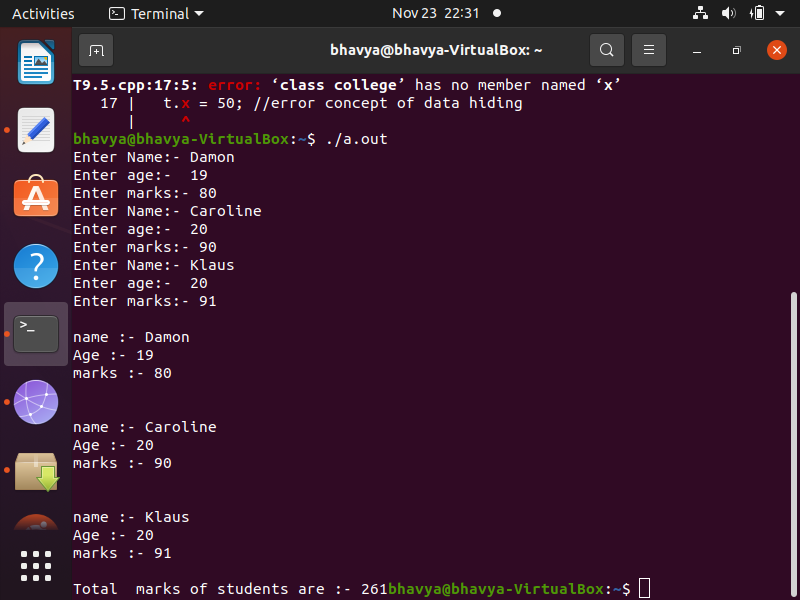 Activities Terminal Nov 23 22:31
bhavya@bhavya-VirtualBox: ~
T9.5.cpp:17:5: error: ‘class college’ has no member named ‘x’
   17 |   t.x = 50; //error concept of data hiding
      |     ^
bhavya@bhavya-VirtualBox:~$ ./a.out
Enter Name:- Damon
Enter age:-  19
Enter marks:- 80
Enter Name:- Caroline
Enter age:-  20
Enter marks:- 90
Enter Name:- Klaus
Enter age:-  20
Enter marks:- 91
name :- Damon
Age :- 19
marks :- 80
name :- Caroline
Age :- 20
marks :- 90
name :- Klaus
Age :- 20
marks :- 91
Total  marks of students are :- 261bhavya@bhavya-VirtualBox:~$